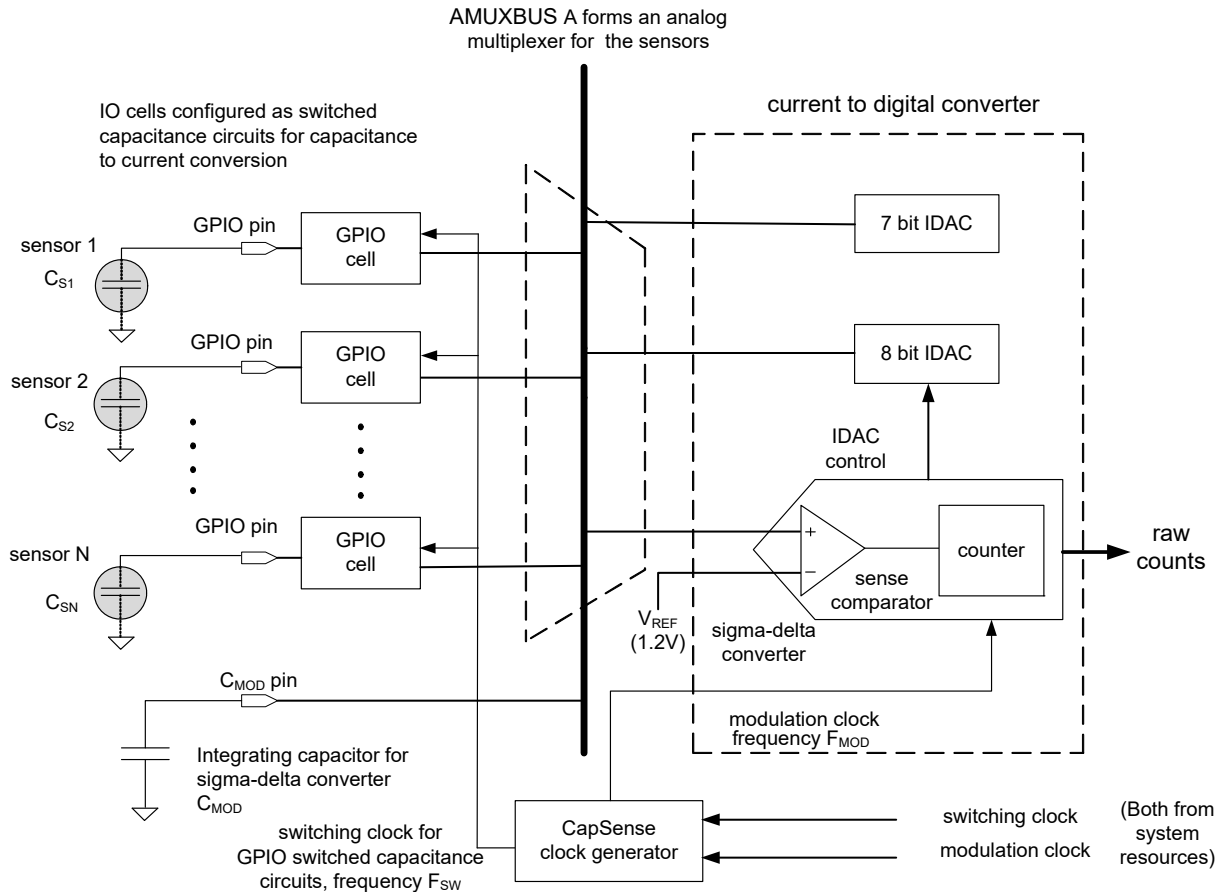 AMUXBUS A forms an analog
multiplexer for the sensors
IO cells configured as switched
capacitance circuits for capacitance
to current conversion
current to digital converter
GPIO pin
sensor 1
CS1
GPIO
cell
7 bit IDAC
GPIO pin
sensor 2
CS2
GPIO
cell
8 bit IDAC
IDAC
control
GPIO pin
sensor N
CSN
GPIO
cell
+
−
counter
sense
comparator
raw
counts
VREF
(1.2V)
sigma-delta
converter
CMOD pin
modulation clock
frequency FMOD
Integrating capacitor for
sigma-delta converter
CMOD
switching clock for
GPIO switched capacitance
circuits, frequency FSW
CapSense
clock generator
switching clock
modulation clock
(Both from
system
resources)